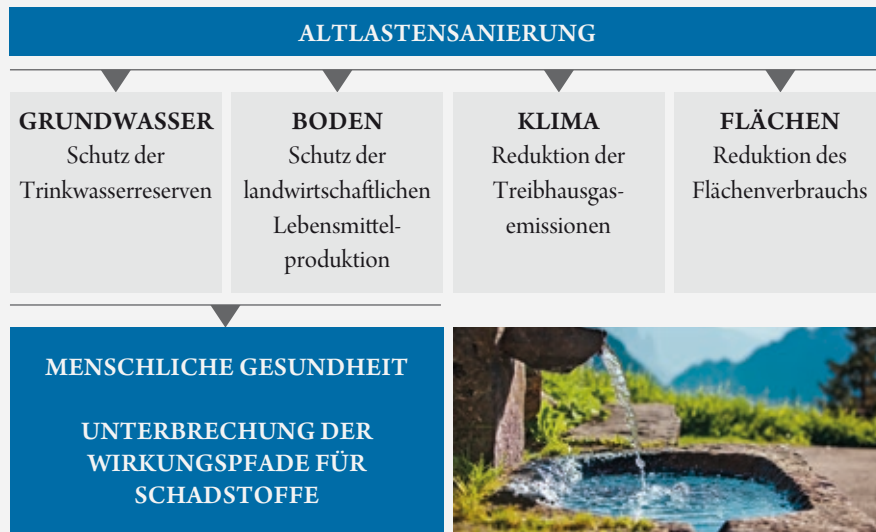 ALTLASTENSANIERUNG
GRUNDWASSER
Schutz der
Trinkwasserreserven
BODEN
Schutz der
landwirtschaftlichen
Lebensmittel-
produktion
KLIMA
Reduktion der
Treibhausgas-
emissionen
FLÄCHEN
Reduktion des
Flächenverbrauchs
MENSCHLICHE GESUNDHEIT
UNTERBRECHUNG DER
WIRKUNGSPFADE FÜR
SCHADSTOFFE